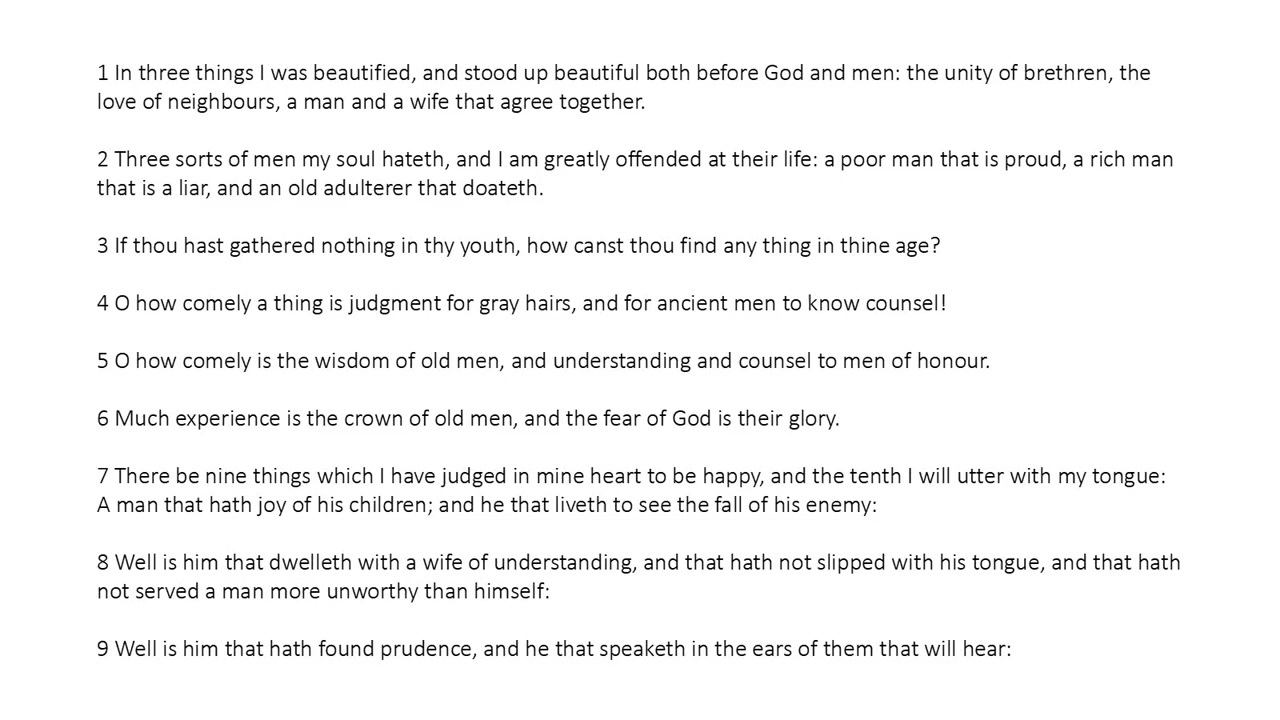 1 In three things I was beautified, and stood up beautiful both before God and men: the unity of brethren, the
love of neighbours, a man and a wife that agree together.
2 Three sorts of men my soul hateth, and I am greatly offended at their life: a poor man that is proud, a rich man
that is a liar, and an old adulterer that doateth.
3 If thou hast gathered nothing in thy youth, how canst thou find any thing in thine age?
4 O how comely a thing is judgment for gray hairs, and for ancient men to know counsel!
5 O how comely is the wisdom of old men, and understanding and counsel to men of honour.
6 Much experience is the crown of old men, and the fear of God is their glory.
7 There be nine things which I have judged in mine heart to be happy, and the tenth I will utter with my tongue:
A man that hath joy of his children; and he that liveth to see the fall of his enemy:
8 Well is him that dwelleth with a wife of understanding, and that hath not slipped with his tongue, and that hath
not served a man more unworthy than himself:
9 Well is him that hath found prudence, and he that speaketh in the ears of them that will hear: